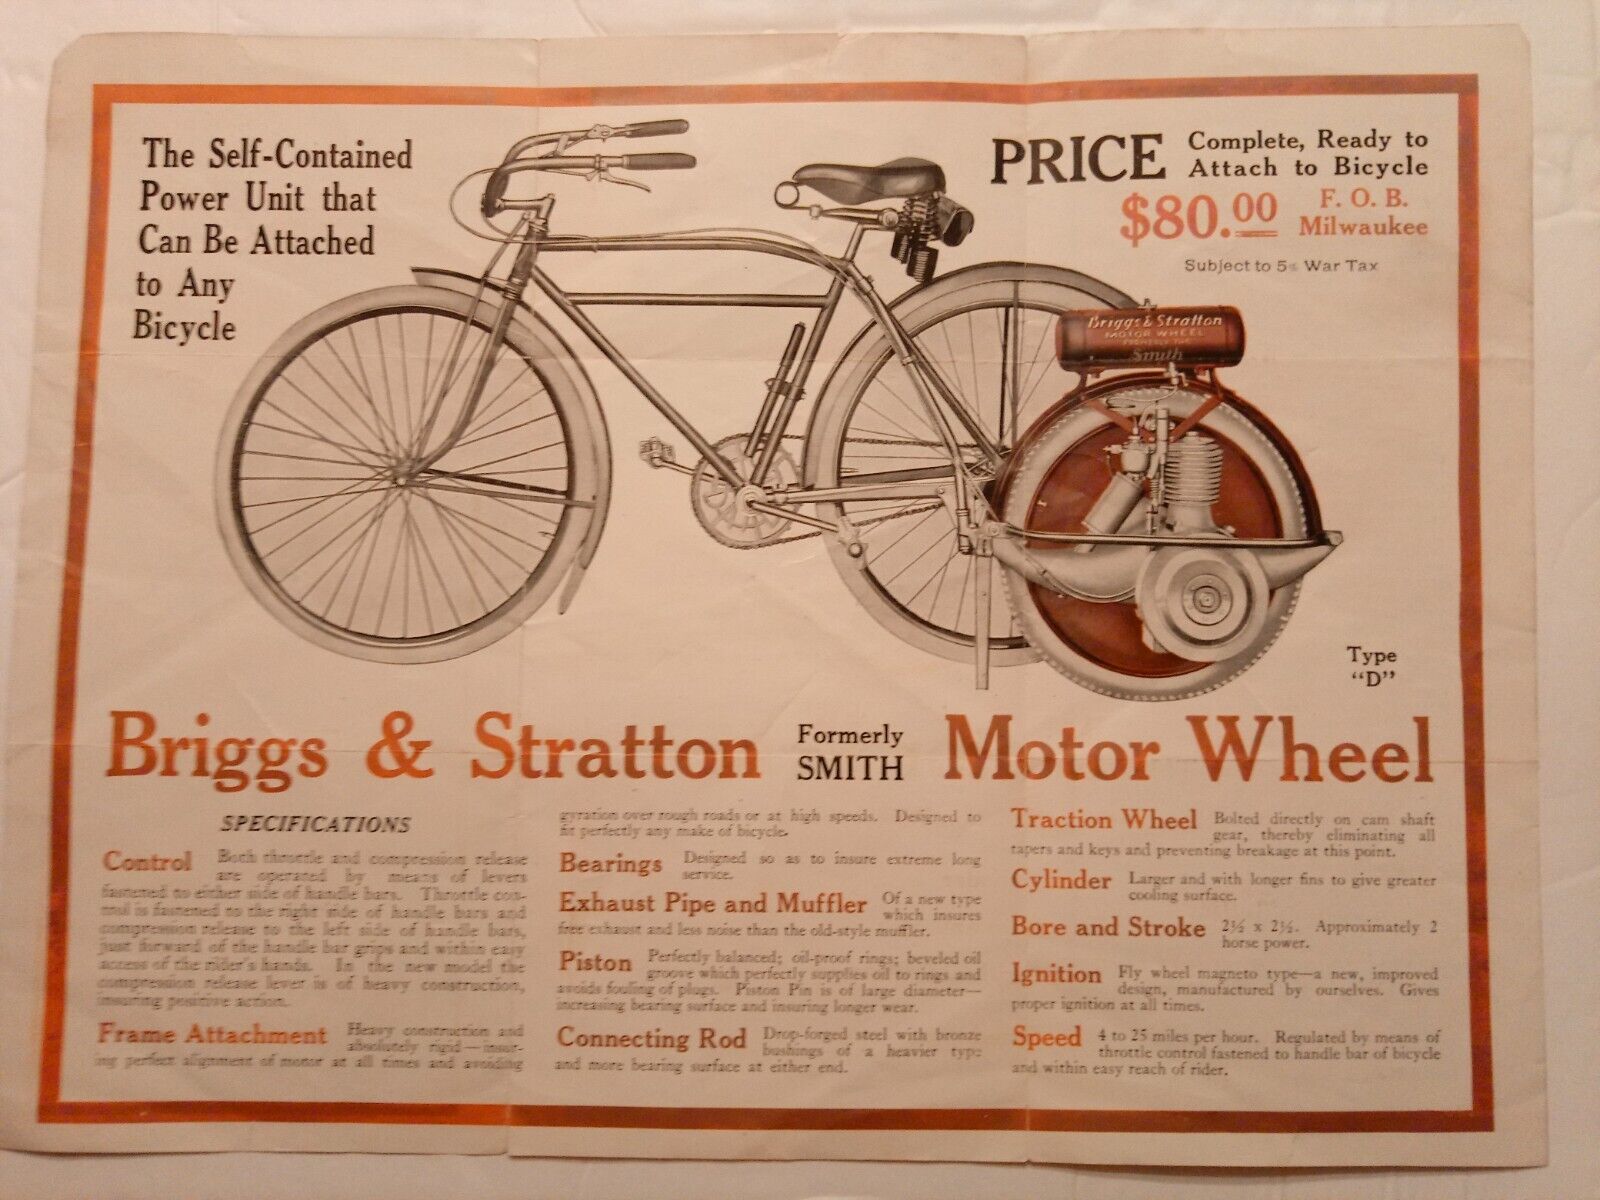 The Self-Contained
Power Unit that
Can Be Attached
to Any
Bicycle
PRICE
Complete, Ready to
Attach to Bicycle
$80.00
F. O. B.
Milwaukee
Subject to 5% War Tax
Briggs & Stratton
MOTOR WHEEL
FORMERLY THE
Smith
Type
"D"
Briggs & Stratton
Formerly
SMITH
Motor Wheel
SPECIFICATIONS
Control Both throttle and compression release
are operated by means of levers
fastened to either side of handle bars. Throttle con-
trol is fastened to the right side of handle bars and
compression release to the left side of handle bars,
just forward of the handle bar grips and within easy
access of the rider's hands. In the new model the
compression release lever is of heavy construction,
insuring positive action.
Frame Attachment Heavy construction and
absolutely rigid—insur-
ing perfect alignment of motor at all times and avoiding
gyration over rough roads or at high speeds. Designed to
fit perfectly any make of bicycle.
Bearings Designed so as to insure extreme long
service.
Exhaust Pipe and Muffler Of a new type
which insures
free exhaust and less noise than the old-style muffler.
Piston Perfectly balanced; oil-proof rings; beveled oil
groove which perfectly supplies oil to rings and
avoids fouling of plugs. Piston Pin is of large diameter—
increasing bearing surface and insuring longer wear.
Connecting Rod Drop-forged steel with bronze
bushings of a heavier type
and more bearing surface at either end.
Traction Wheel Bolted directly on cam shaft
gear, thereby eliminating all
tapers and keys and preventing breakage at this point.
Cylinder Larger and with longer fins to give greater
cooling surface.
Bore and Stroke 2½ x 2½. Approximately 2
horse power.
Ignition Fly wheel magneto type—a new, improved
design, manufactured by ourselves. Gives
proper ignition at all times.
Speed 4 to 25 miles per hour. Regulated by means of
throttle control fastened to handle bar of bicycle
and within easy reach of rider.